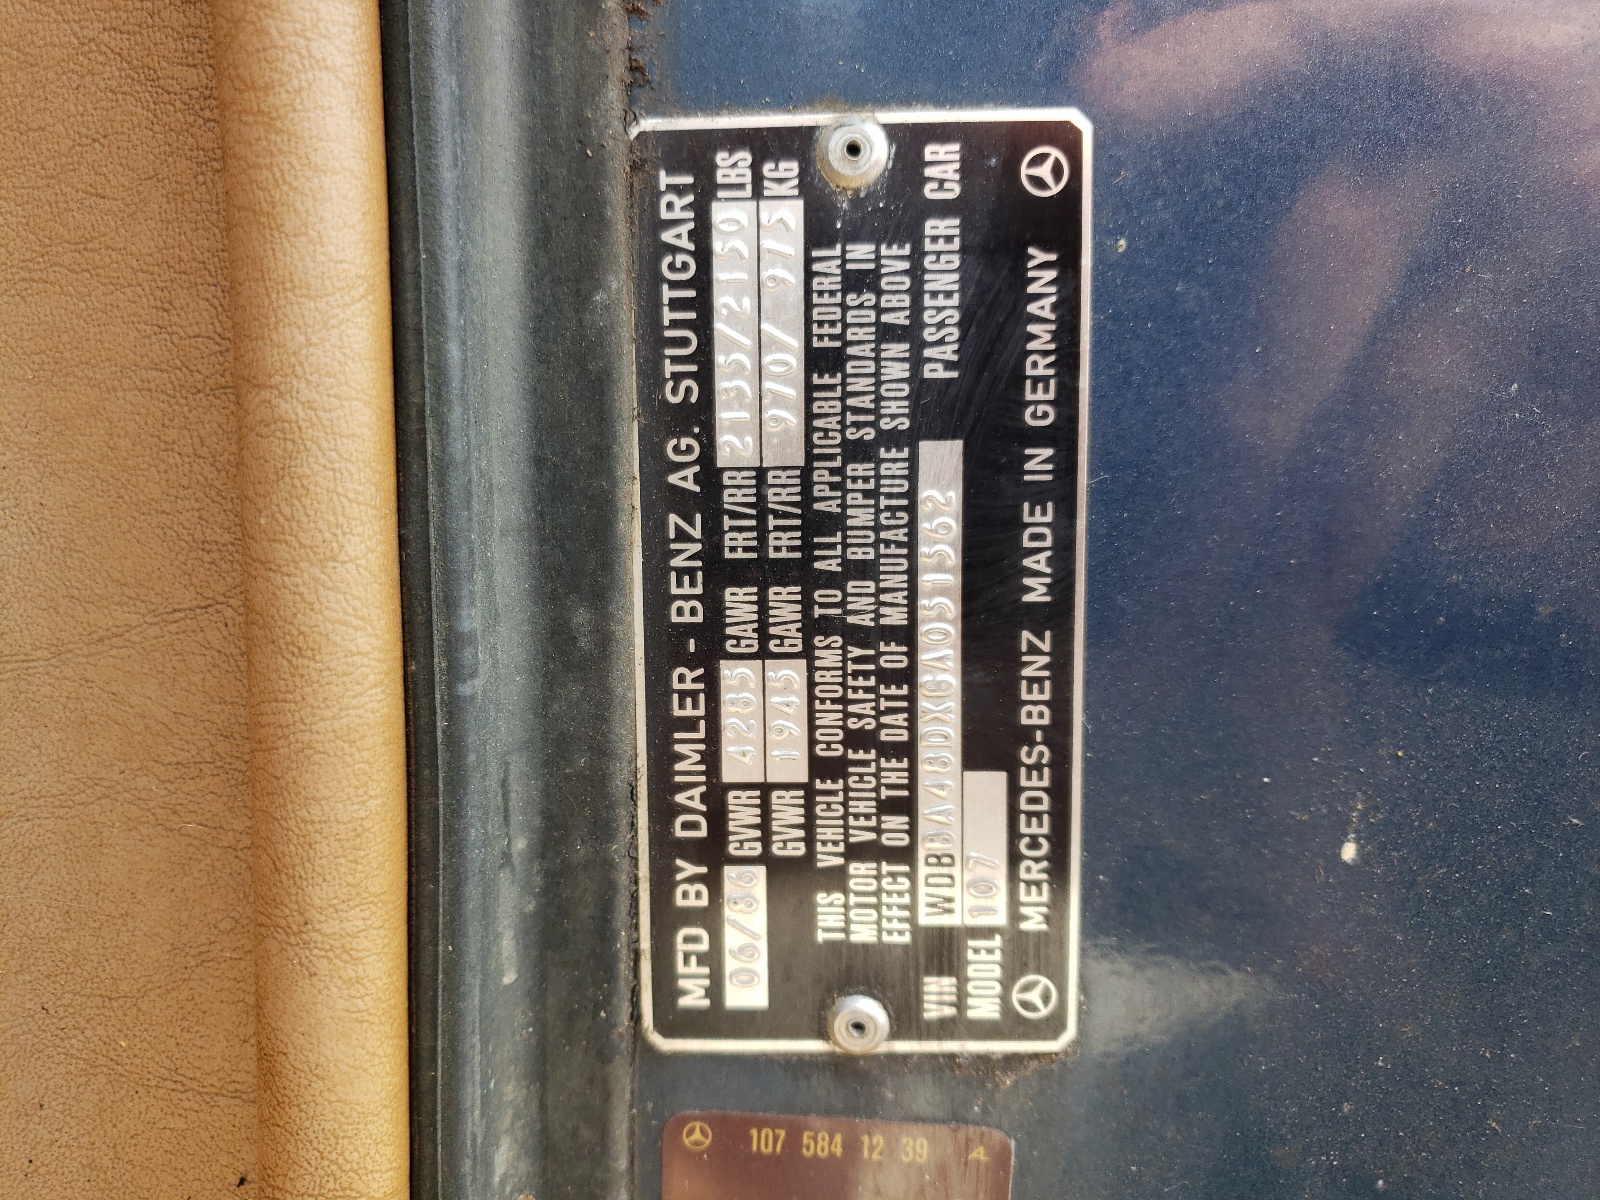 MFD BY DAIMLER - BENZ AG. STUTTGART
06/86 GVWR 4285 GAWR FRT/RR 2135/2150 LBS
GVWR 1945 GAWR FRT/RR 970/ 975 KG
THIS VEHICLE CONFORMS TO ALL APPLICABLE FEDERAL
MOTOR VEHICLE SAFETY AND BUMPER STANDARDS IN
EFFECT ON THE DATE OF MANUFACTURE SHOWN ABOVE
VIN WDBBA48DXGA051562 PASSENGER CAR
MODEL 107
MERCEDES-BENZ MADE IN GERMANY
107 584 12 39 4